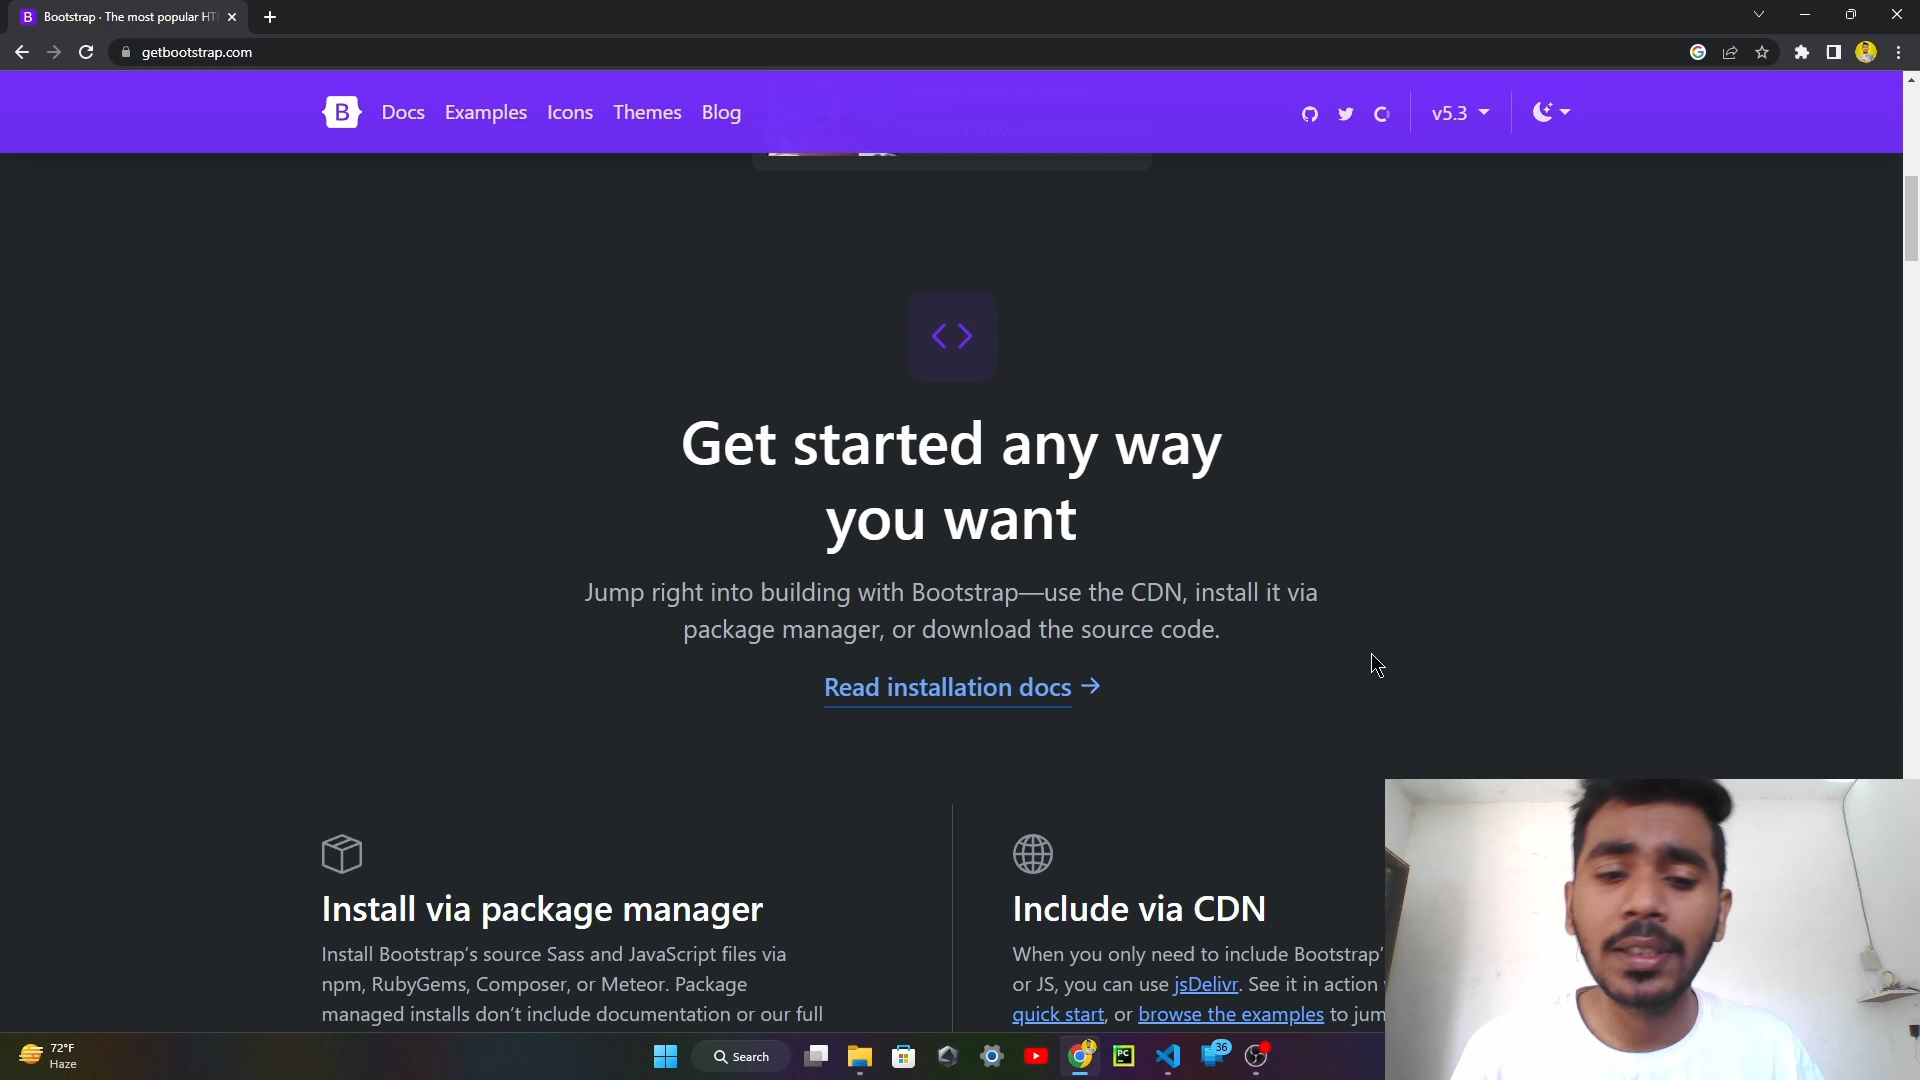 Bootstrap · The most popular HT
getbootstrap.com
B Docs Examples Icons Themes Blog v5.3
Get started any way
you want
Jump right into building with Bootstrap—use the CDN, install it via
package manager, or download the source code.
Read installation docs →
Install via package manager
Install Bootstrap’s source Sass and JavaScript files via
npm, RubyGems, Composer, or Meteor. Package
managed installs don’t include documentation or our full
Include via CDN
When you only need to include Bootstrap’
or JS, you can use jsDelivr. See it in action
quick start, or browse the examples to jum
72°F
Haze
Search
PC
36